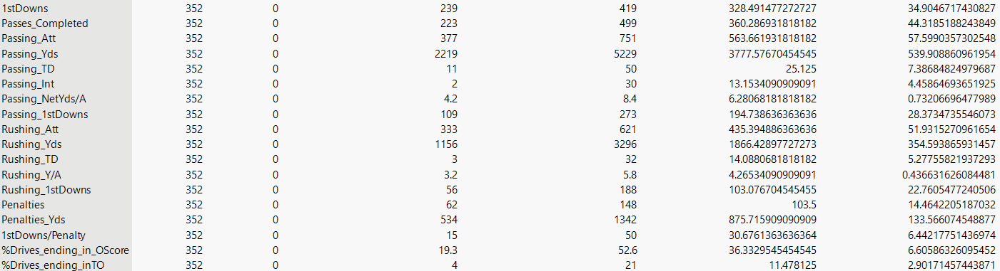 1stDowns 352 0 239 419 328.491477272727 34.9046717430827
Passes_Completed 352 0 223 499 360.286931818182 44.3185188243849
Passing_Att 352 0 377 751 563.661931818182 57.5990357302548
Passing_Yds 352 0 2219 5229 3777.57670454545 539.908860961954
Passing_TD 352 0 11 50 25.125 7.38684824979687
Passing_Int 352 0 2 30 13.1534090909091 4.45864693651925
Passing_NetYds/A 352 0 4.2 8.4 6.28068181818182 0.73206696477989
Passing_1stDowns 352 0 109 273 194.738636363636 28.3734735546073
Rushing_Att 352 0 333 621 435.394886363636 51.9315270961654
Rushing_Yds 352 0 1156 3296 1866.42897727273 354.593865931457
Rushing_TD 352 0 3 32 14.0880681818182 5.27755821937293
Rushing_Y/A 352 0 3.2 5.8 4.26534090909091 0.436631626084481
Rushing_1stDowns 352 0 56 188 103.076704545455 22.7605477240506
Penalties 352 0 62 148 103.5 14.4642205187032
Penalties_Yds 352 0 534 1342 875.715909090909 133.566074548877
1stDowns/Penalty 352 0 15 50 30.6761363636364 6.44217751436974
%Drives_ending_in_OScore 352 0 19.3 52.6 36.3329545454545 6.60586326095452
%Drives_ending_inTO 352 0 4 21 11.478125 2.90171457443871